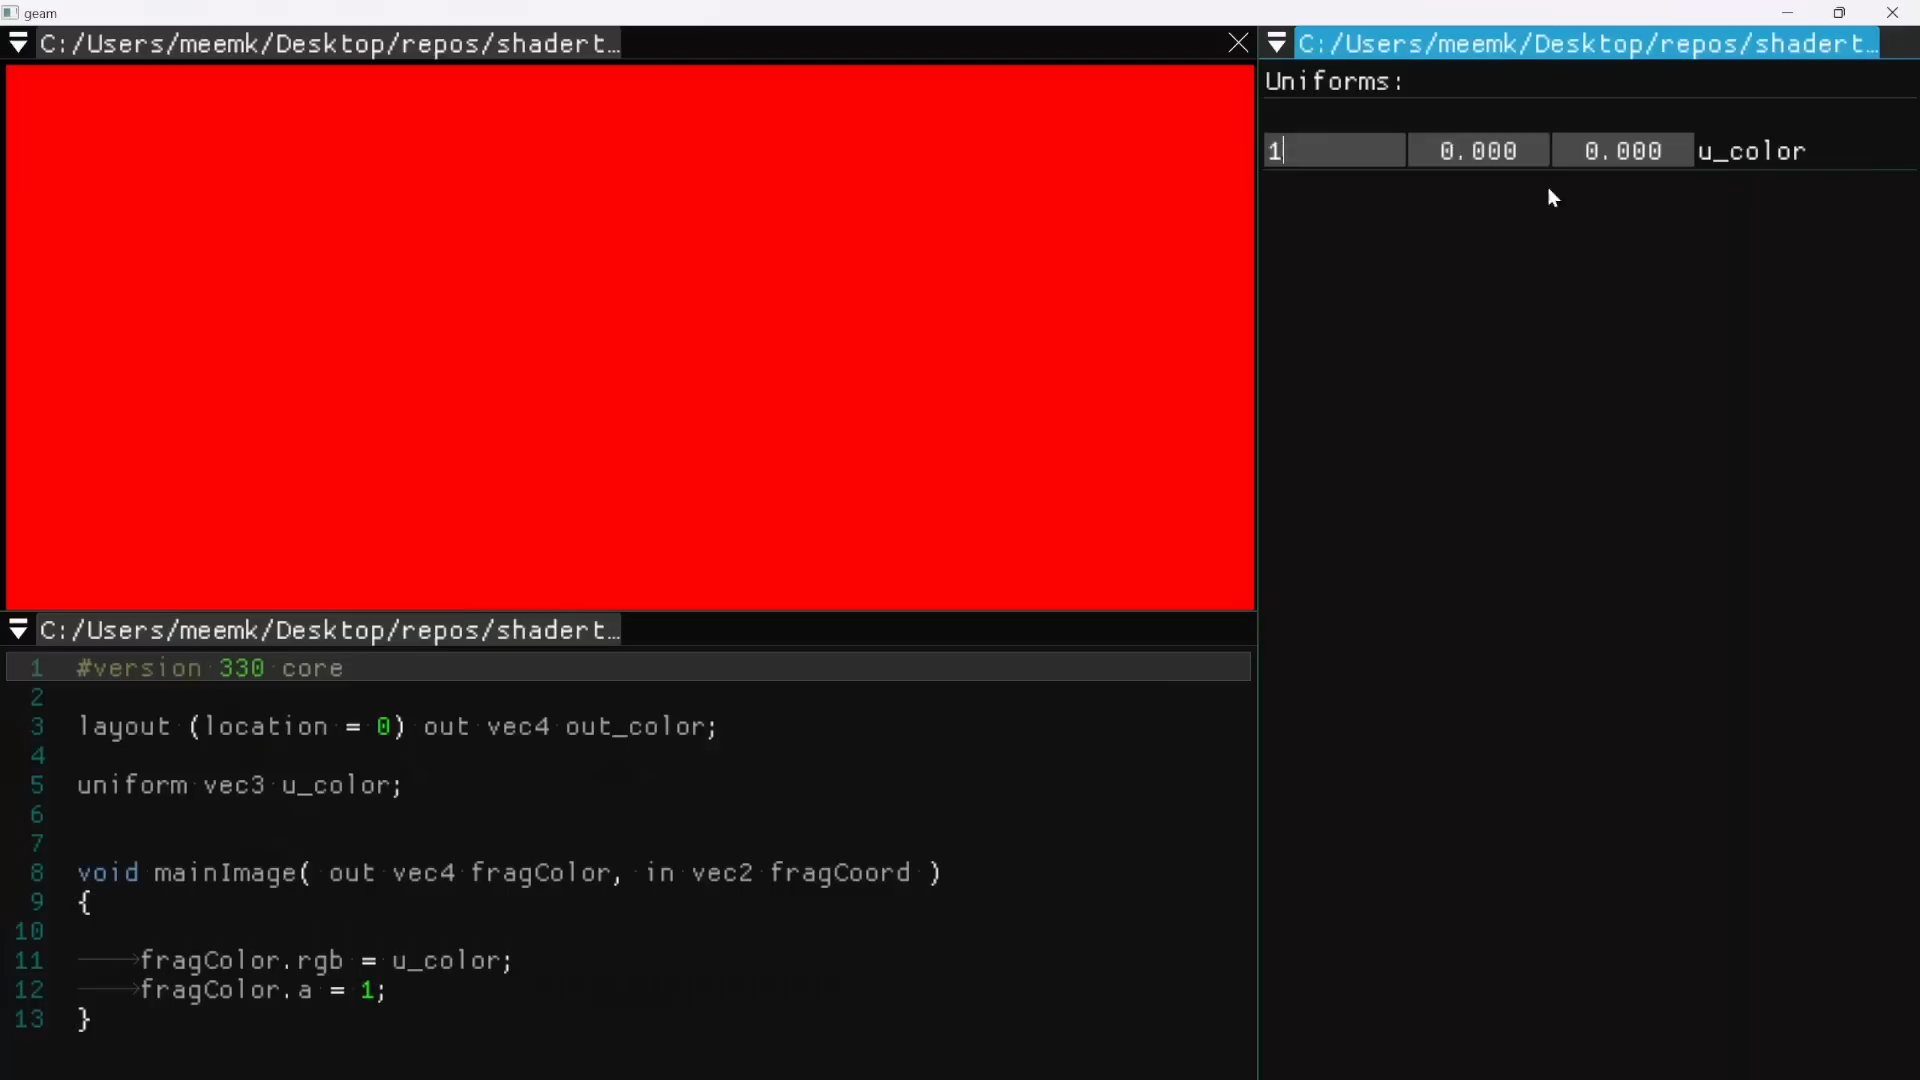 geam
C:/Users/meemk/Desktop/repos/shadert…
C:/Users/meemk/Desktop/repos/shadert…
Uniforms:
1 0.000 0.000 u_color
C:/Users/meemk/Desktop/repos/shadert…
1 #version 330 core
2
3 layout (location = 0) out vec4 out_color;
4
5 uniform vec3 u_color;
6
7
8 void mainImage( out vec4 fragColor, in vec2 fragCoord )
9 {
10
11 fragColor.rgb = u_color;
12 fragColor.a = 1;
13 }